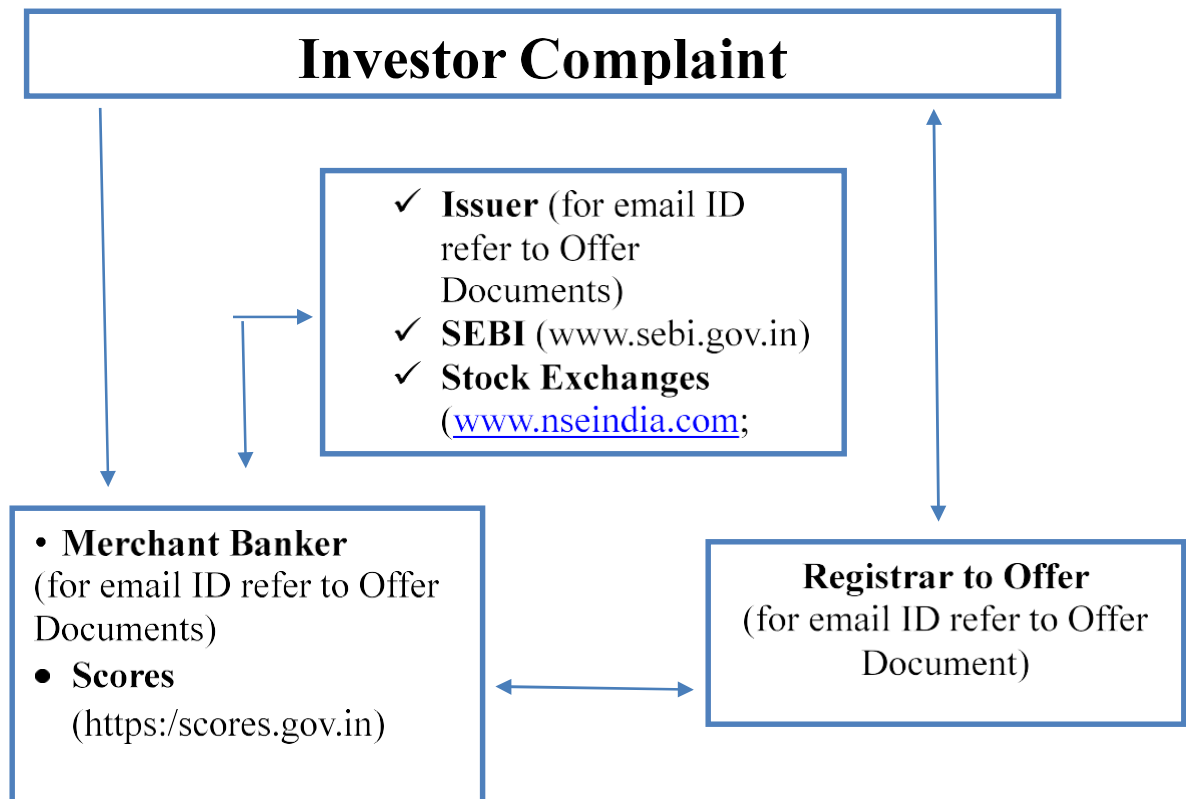 Investor Complaint
✓ Issuer (for email ID
refer to Offer
Documents)
✓ SEBI (www.sebi.gov.in)
✓ Stock Exchanges
(www.nseindia.com;
• Merchant Banker
(for email ID refer to Offer
Documents)
● Scores
(https:/scores.gov.in)
Registrar to Offer
(for email ID refer to Offer
Document)